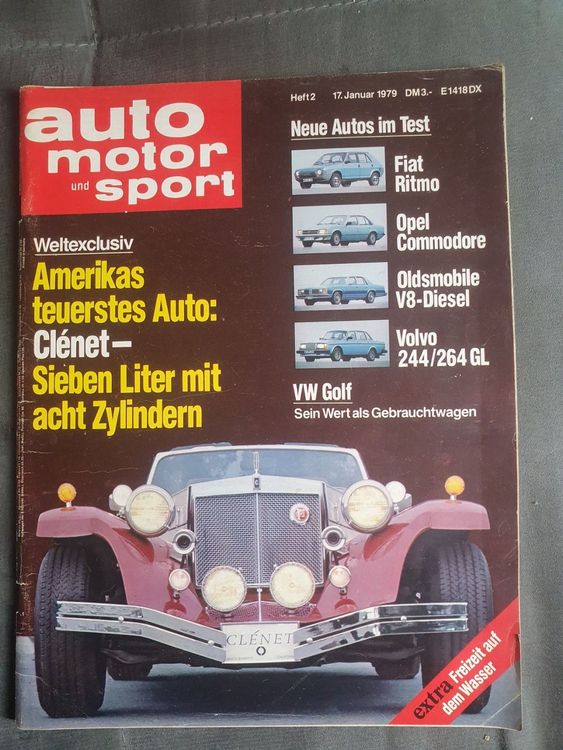 Heft 2 17. Januar 1979 DM 3.- E 1418 DX
auto
motor
und sport
Neue Autos im Test
Fiat
Ritmo
Opel
Commodore
Oldsmobile
V8-Diesel
Volvo
244/264 GL
VW Golf
Sein Wert als Gebrauchtwagen
Weltexclusiv
Amerikas
teuerstes Auto:
Clénet–
Sieben Liter mit
acht Zylindern
CLÉNET
extra Freizeit auf
dem Wasser